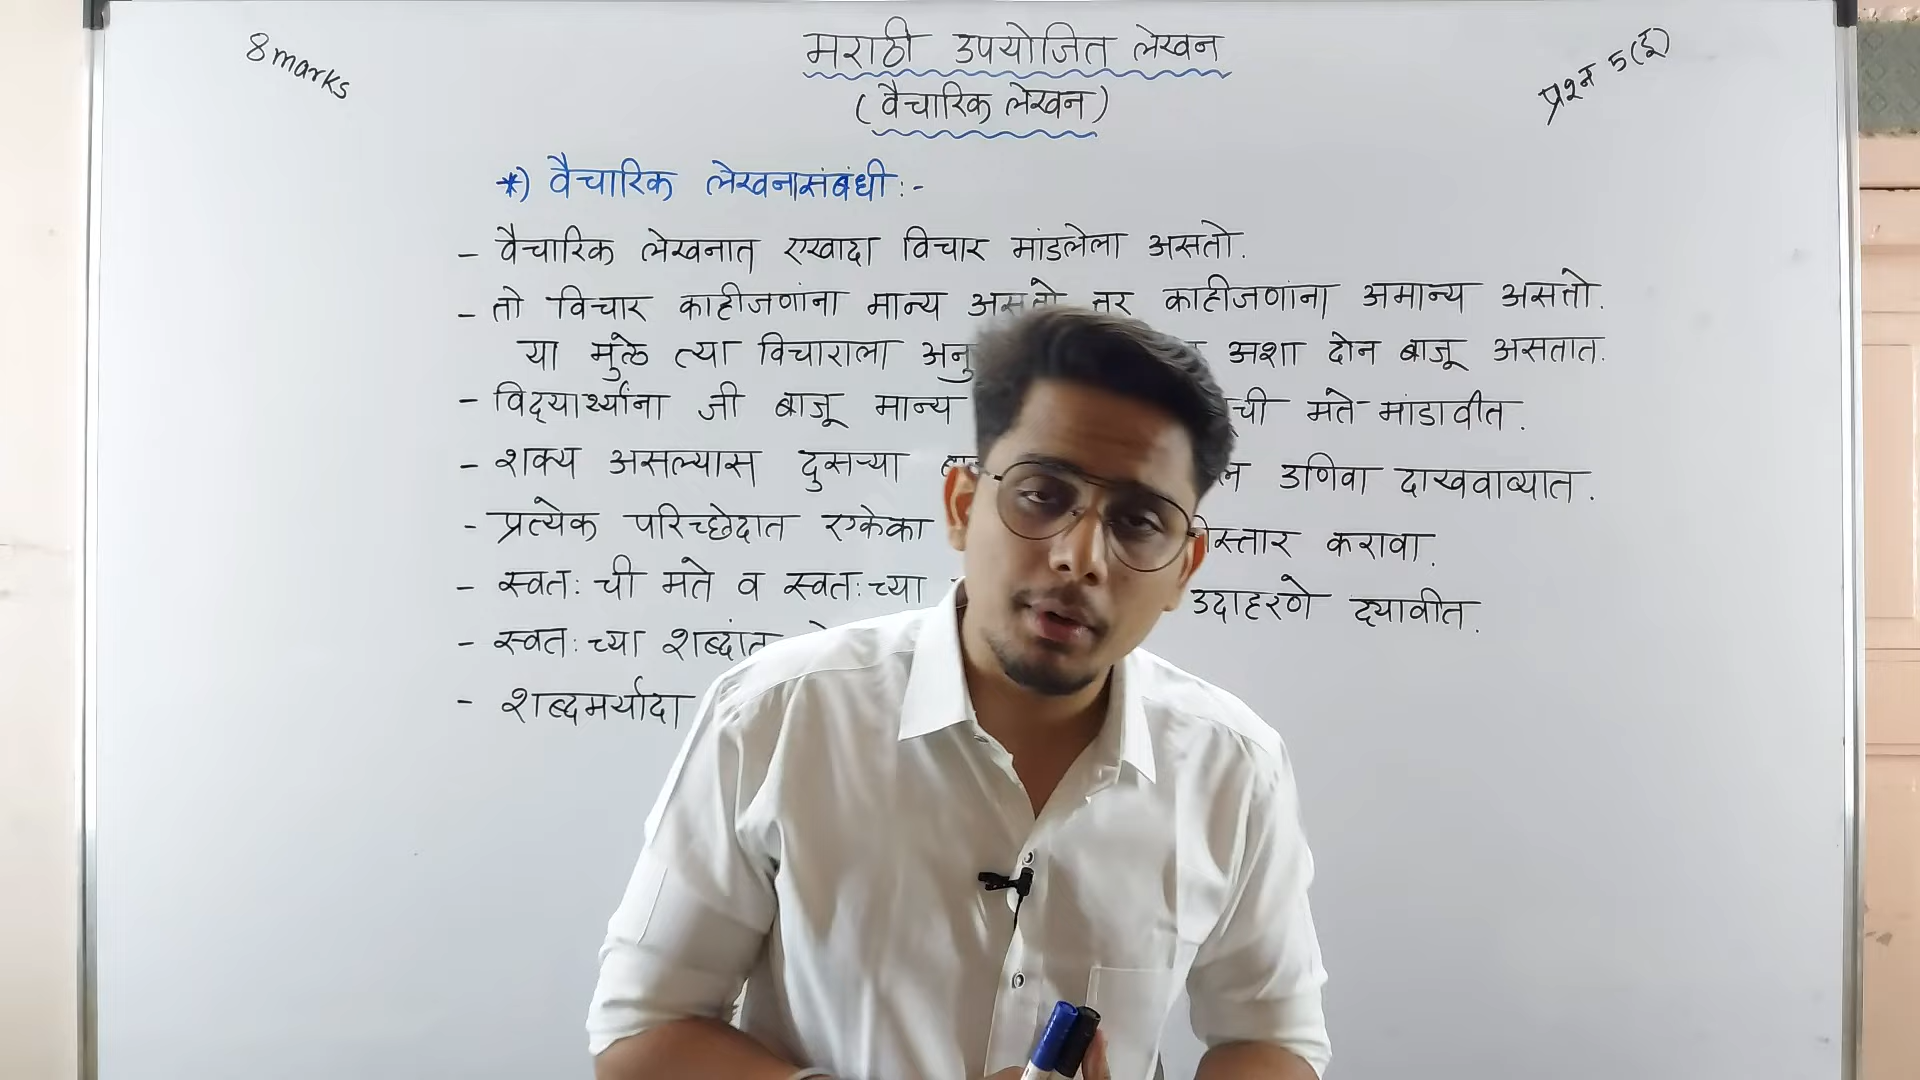 8 marks
मराठी उपयोजित लेखन
प्रश्न 5(इ)
(वैचारिक लेखन)
*) वैचारिक लेखनासंबंधी:-
- वैचारिक लेखनात एखादा विचार मांडलेला असतो.
- तो विचार काहीजणांना मान्य असतो तर काहीजणांना अमान्य असतो.
या मुळे त्या विचाराला अशा दोन बाजू असतात.
- विद्यार्थ्यांना जी बाजू मान्य मते मांडावीत.
- शक्य असल्यास दुसऱ्या उणिवा दाखवाव्यात.
- प्रत्येक परिच्छेदात एकेका करावा.
- स्वतःची मते व स्वतःच्या उदाहरणे द्यावीत.
- स्वतःच्या शब्दांत
- शब्दमर्यादा